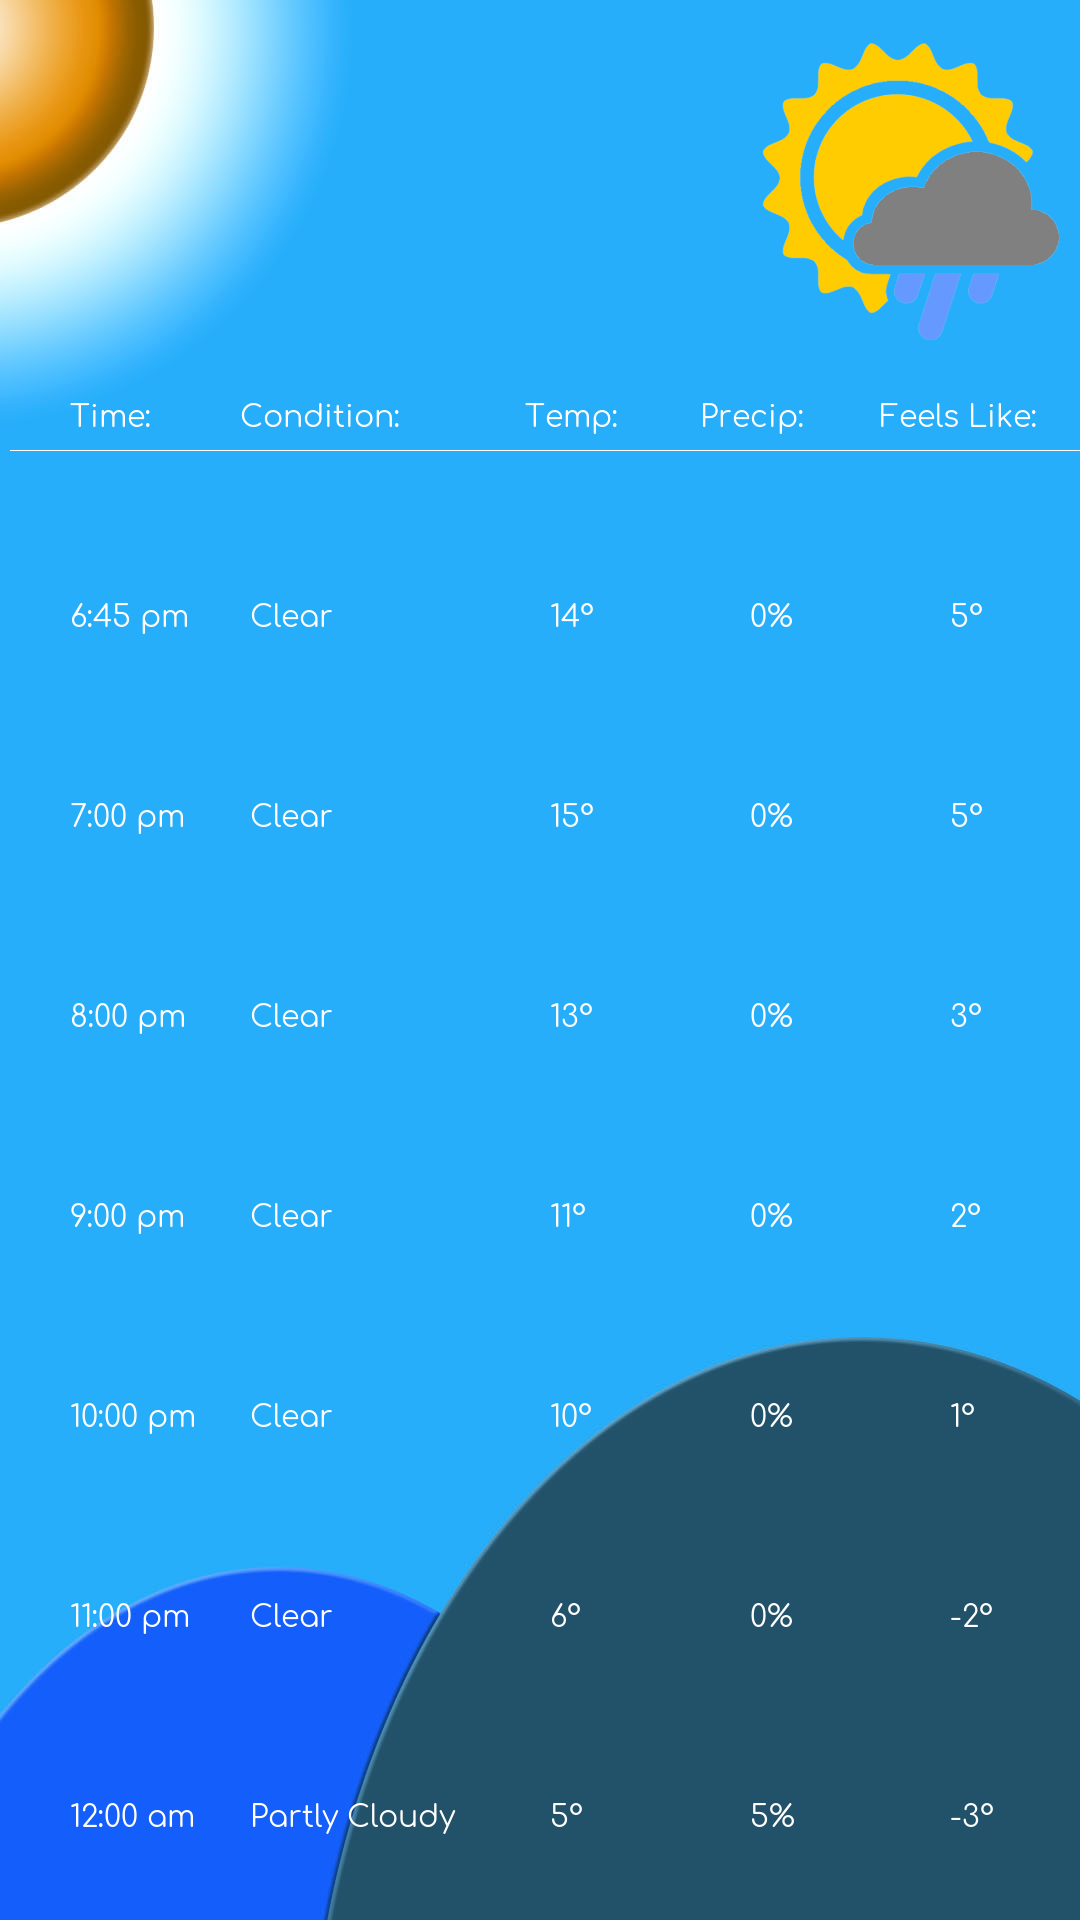 Time: Condition: Temp: Precip: Feels Like:
6:45 pm Clear 14° 0% 5°
7:00 pm Clear 15° 0% 5°
8:00 pm Clear 13° 0% 3°
9:00 pm Clear 11° 0% 2°
10:00 pm Clear 10° 0% 1°
11:00 pm Clear 6° 0% -2°
12:00 am Partly Cloudy 5° 5% -3°